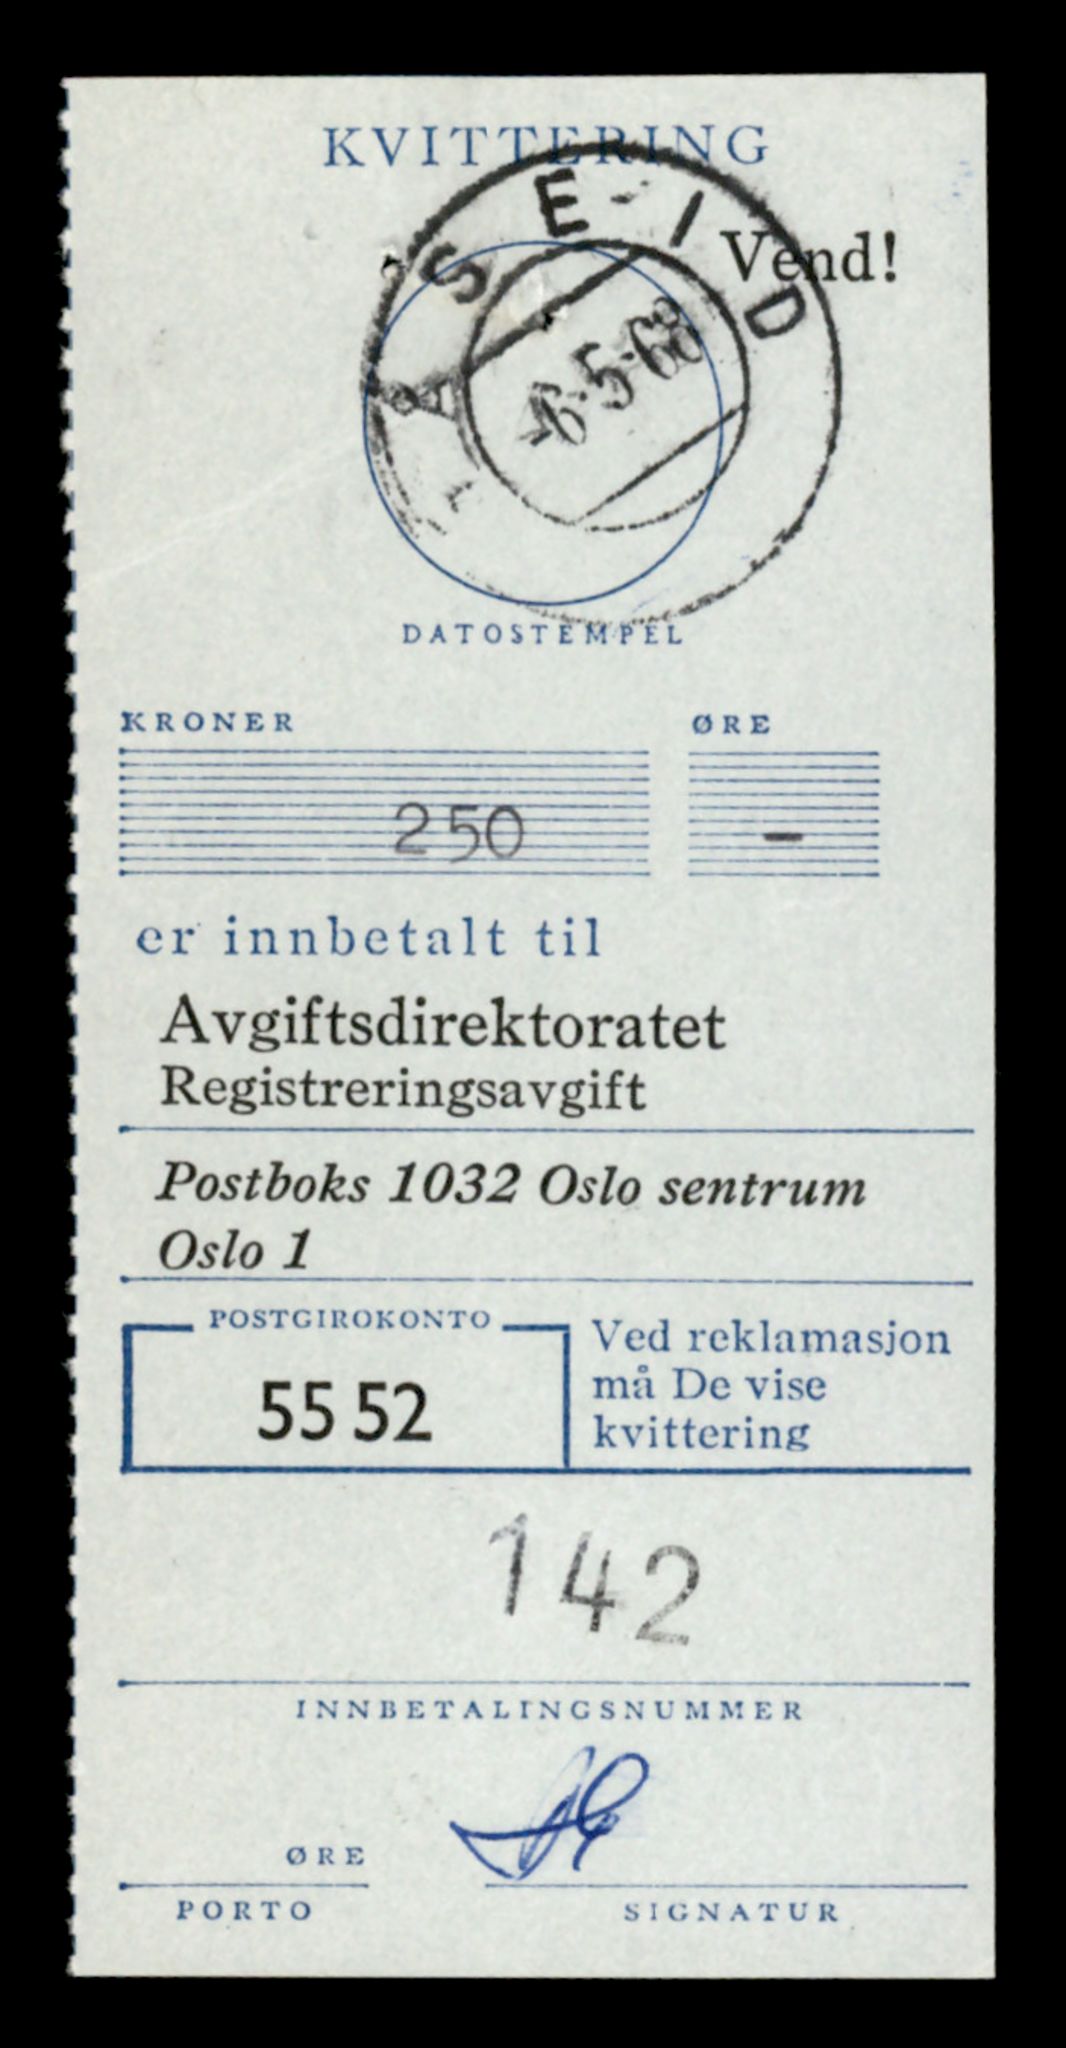 KVITTERING
Vend!
-6.5.68
DATOSTEMPEL
KRONER ØRE
250 -
er innbetalt til
Avgiftsdirektoratet
Registreringsavgift
Postboks 1032 Oslo sentrum
Oslo 1
POSTGIROKONTO
55 52
Ved reklamasjon
må De vise
kvittering
142
INNBETALINGSNUMMER
ØRE
PORTO SIGNATUR